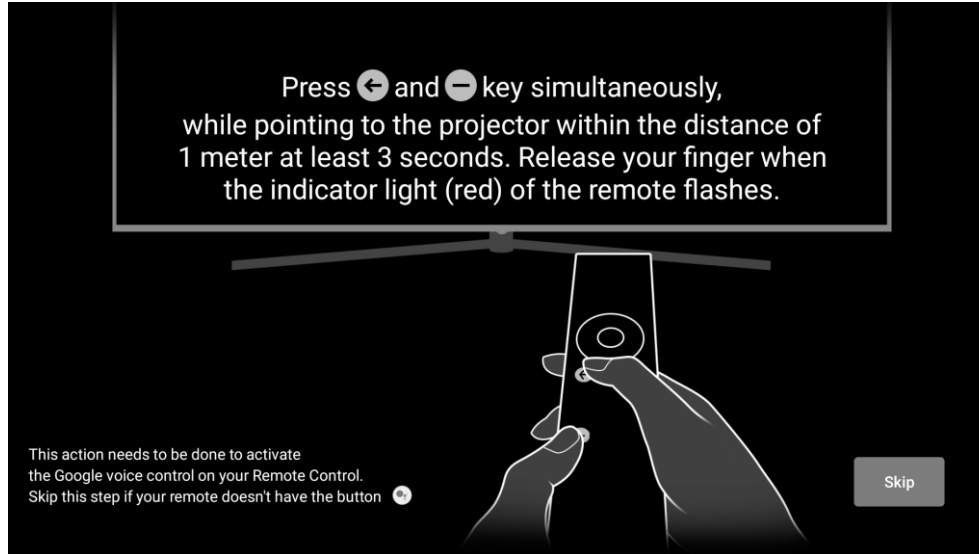 Press ← and − key simultaneously,
while pointing to the projector within the distance of
1 meter at least 3 seconds. Release your finger when
the indicator light (red) of the remote flashes.
This action needs to be done to activate
the Google voice control on your Remote Control.
Skip this step if your remote doesn't have the button
Skip